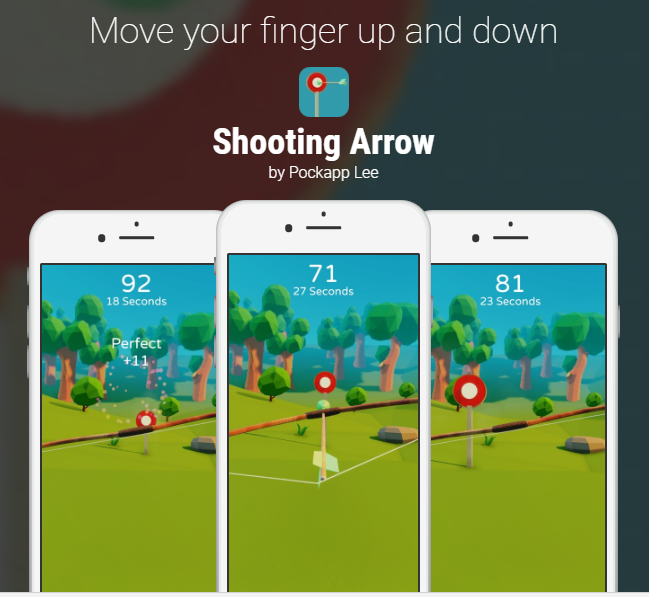 Move your finger up and down
Shooting Arrow
by Pockapp Lee
92
18 Seconds
Perfect
+11
71
27 Seconds
81
23 Seconds